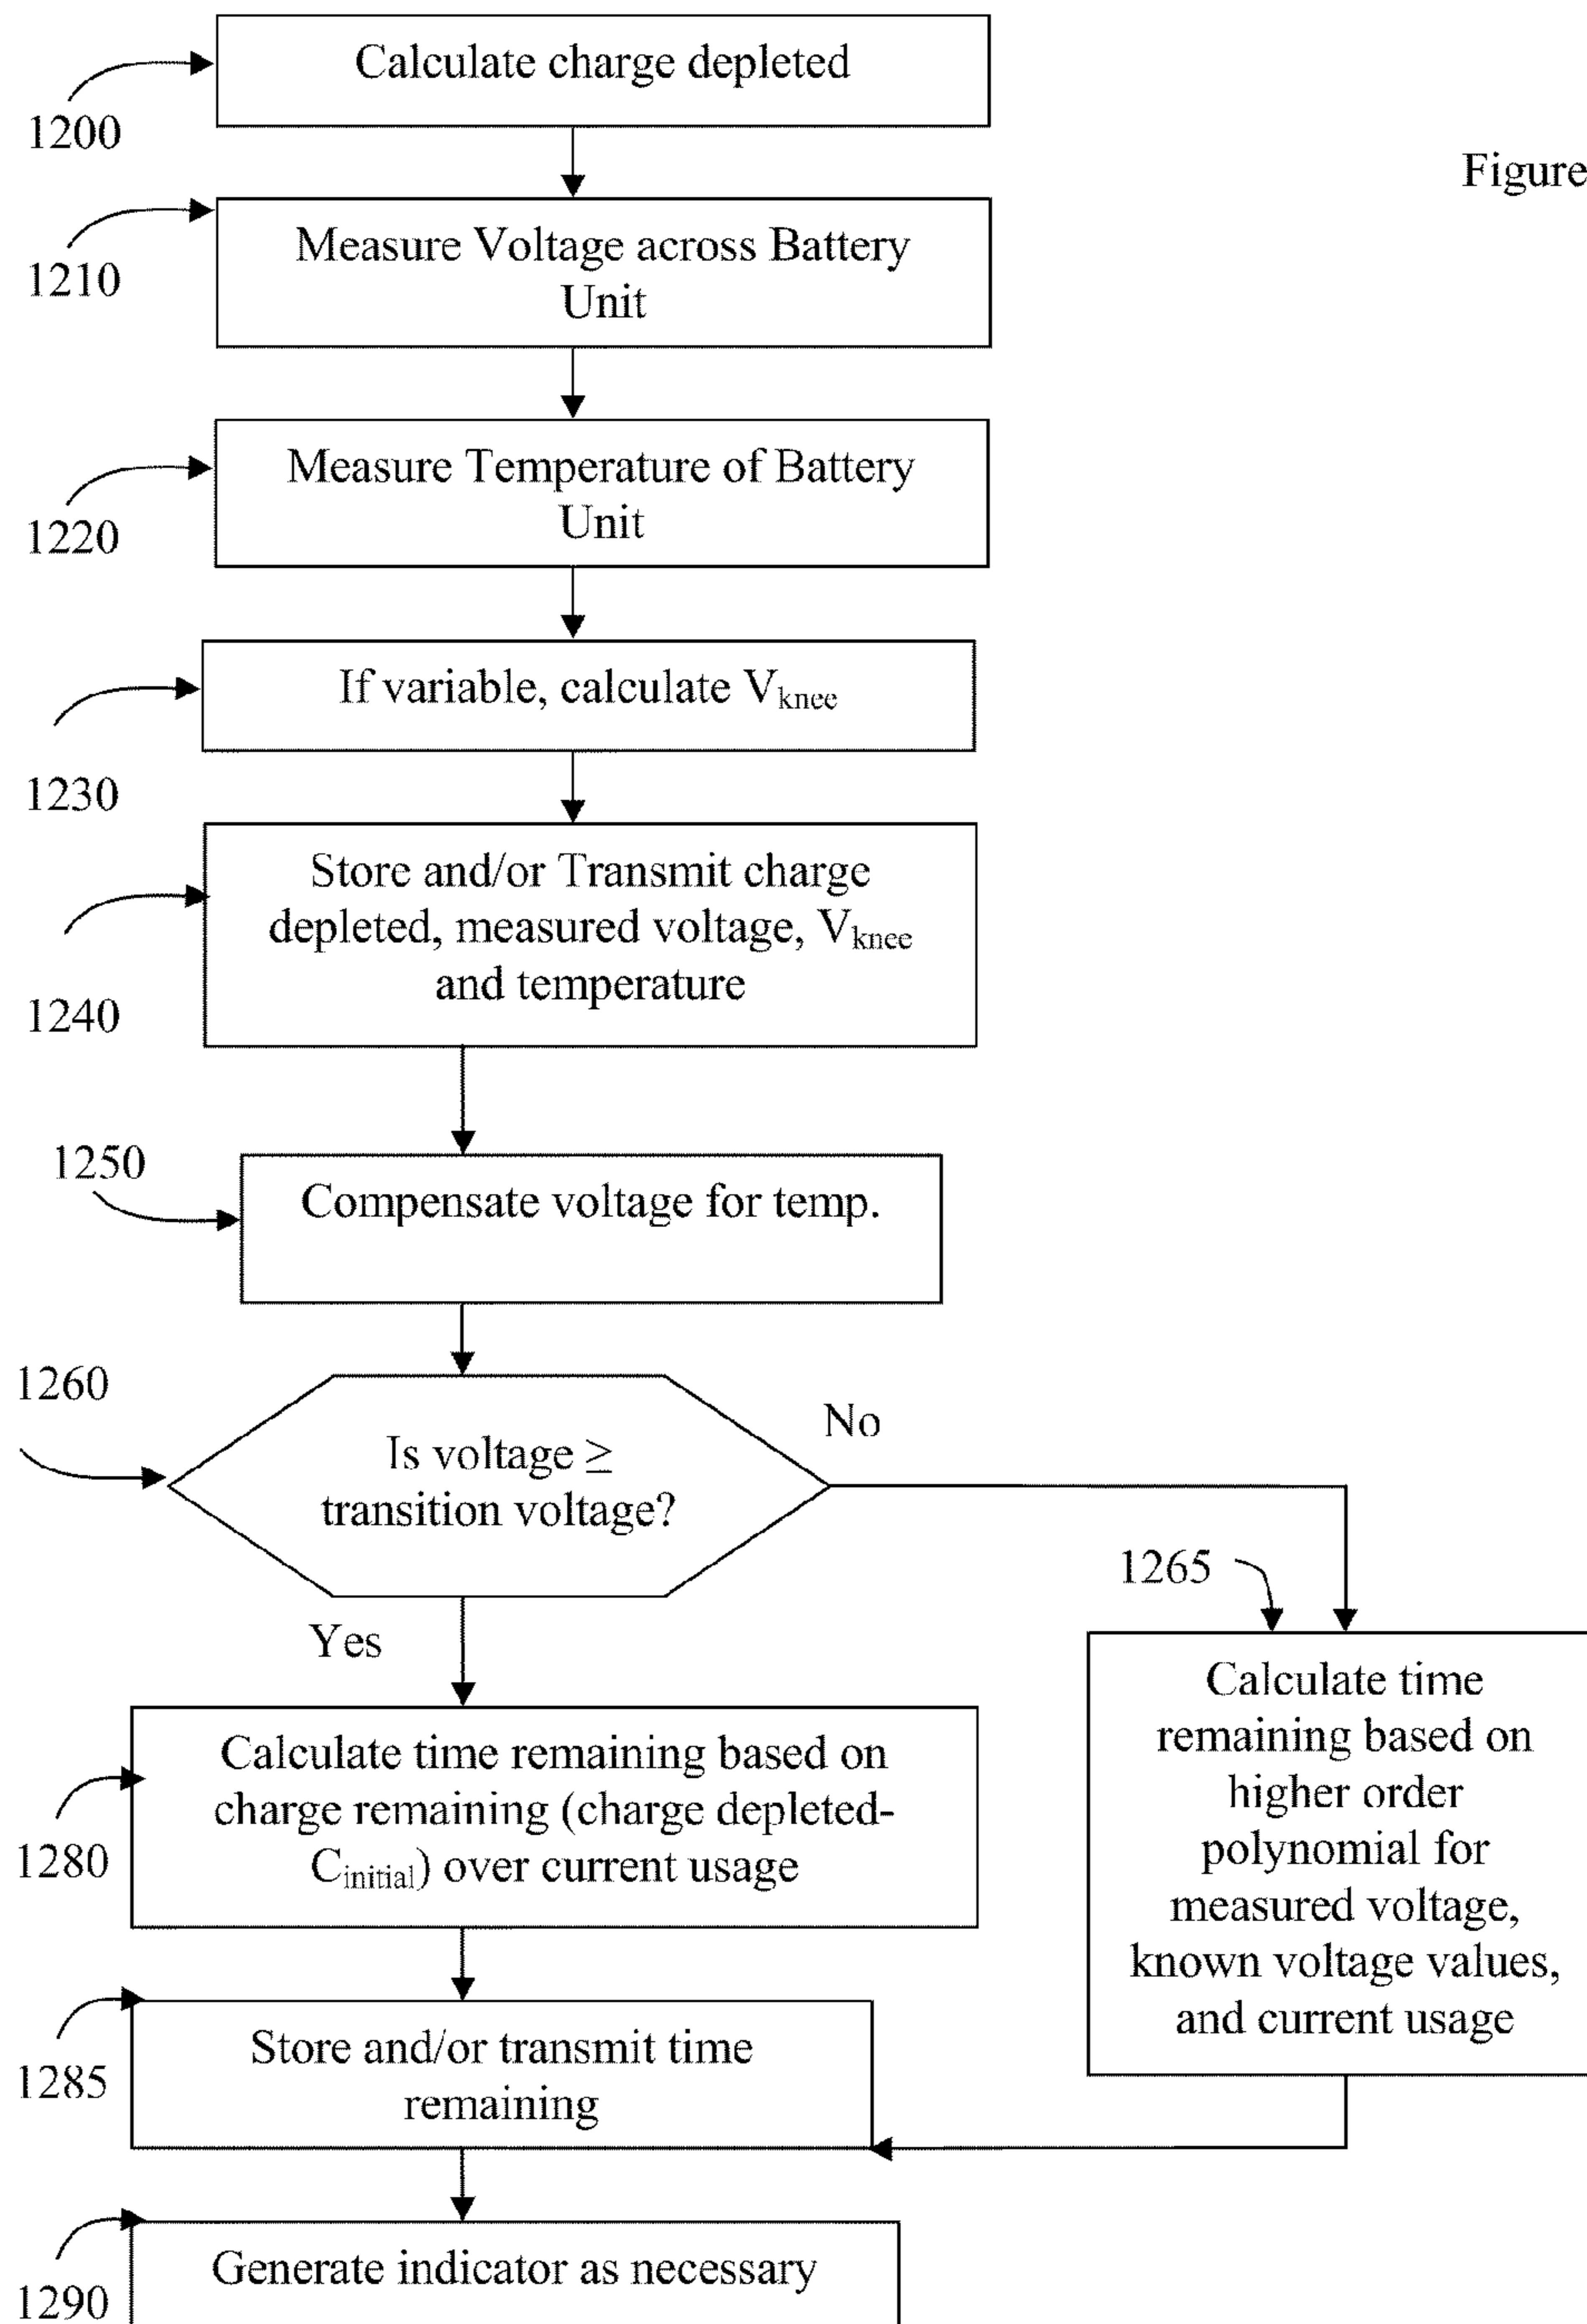 Calculate charge depleted
1200
Figure
1210
Measure Voltage across Battery
Unit
1220
Measure Temperature of Battery
Unit
1230
If variable, calculate Vknee
1240
Store and/or Transmit charge
depleted, measured voltage, Vknee
and temperature
1250
Compensate voltage for temp.
1260
Is voltage ≥
transition voltage?
No
Yes
1265
Calculate time
remaining based on
higher order
polynomial for
measured voltage,
known voltage values,
and current usage
1280
Calculate time remaining based on
charge remaining (charge depleted-
Cinitial) over current usage
1285
Store and/or transmit time
remaining
1290
Generate indicator as necessary